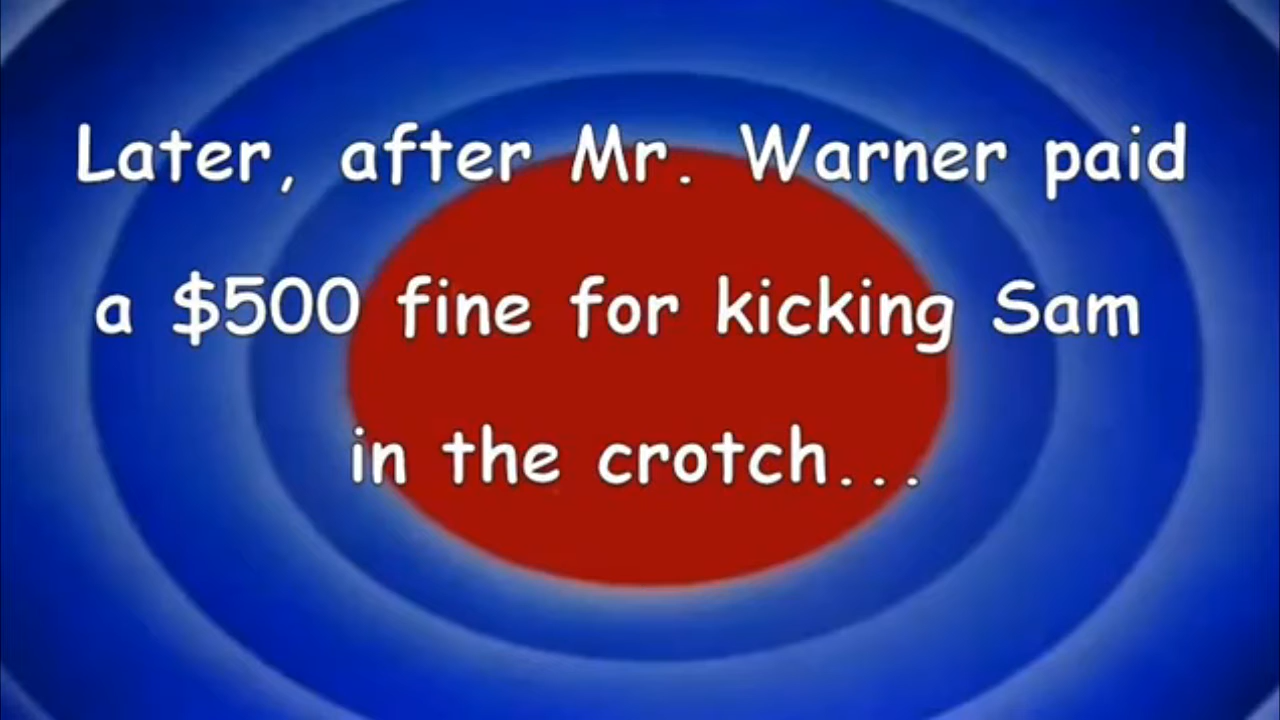 Later, after Mr. Warner paid
a $500 fine for kicking Sam
in the crotch...